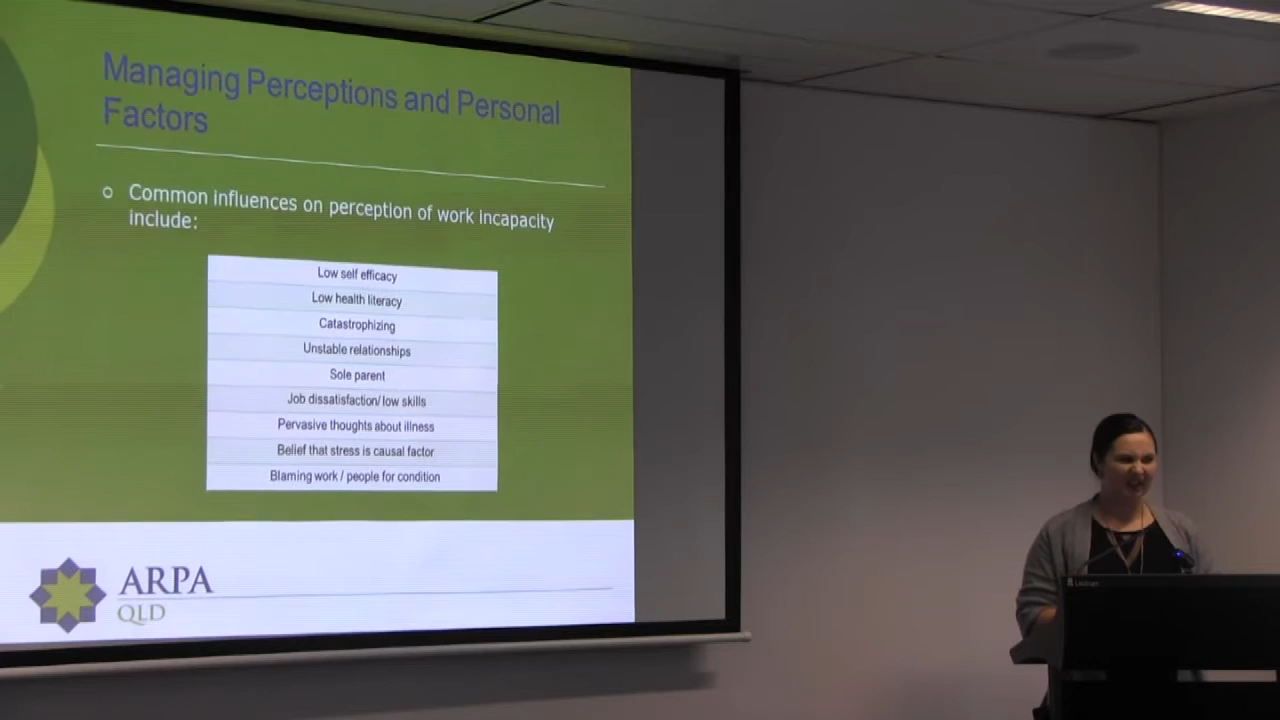 Managing Perceptions and Personal
Factors
Common influences on perception of work incapacity
include:
Low self efficacy
Low health literacy
Catastrophizing
Unstable relationships
Sole parent
Job dissatisfaction/ low skills
Pervasive thoughts about illness
Belief that stress is causal factor
Blaming work / people for condition
ARPA
QLD